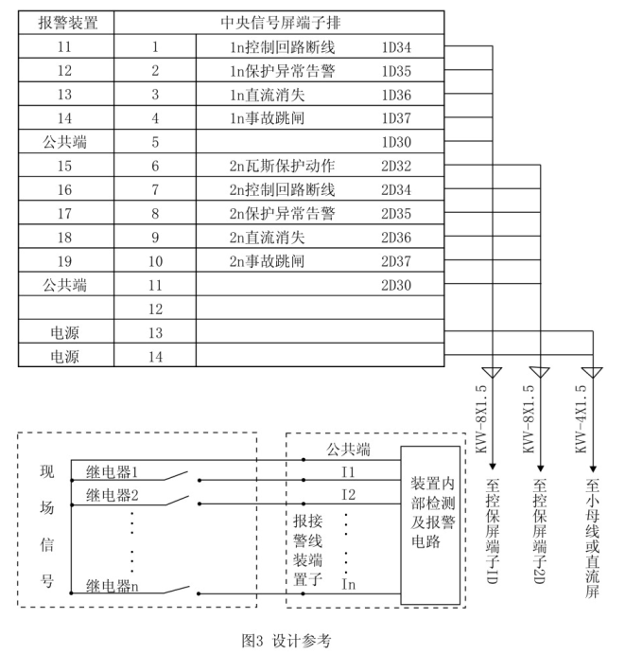 报警装置 中央信号屏端子排
11 1 1n控制回路断线 1D34
12 2 1n保护异常告警 1D35
13 3 1n直流消失 1D36
14 4 1n事故跳闸 1D37
公共端 5 1D30
15 6 2n瓦斯保护动作 2D32
16 7 2n控制回路断线 2D34
17 8 2n保护异常告警 2D35
18 9 2n直流消失 2D36
19 10 2n事故跳闸 2D37
公共端 11 2D30
12
电源 13
电源 14
KVV-8X1.5
KVV-8X1.5
KVV-4X1.5
至控保屏端子1D
至控保屏端子2D
至小母线或直流屏
现场信号
继电器1
继电器2
继电器n
公共端
I1
I2
In
报警装置
接线端子
装置内
部检测
及报警
电路
图3 设计参考